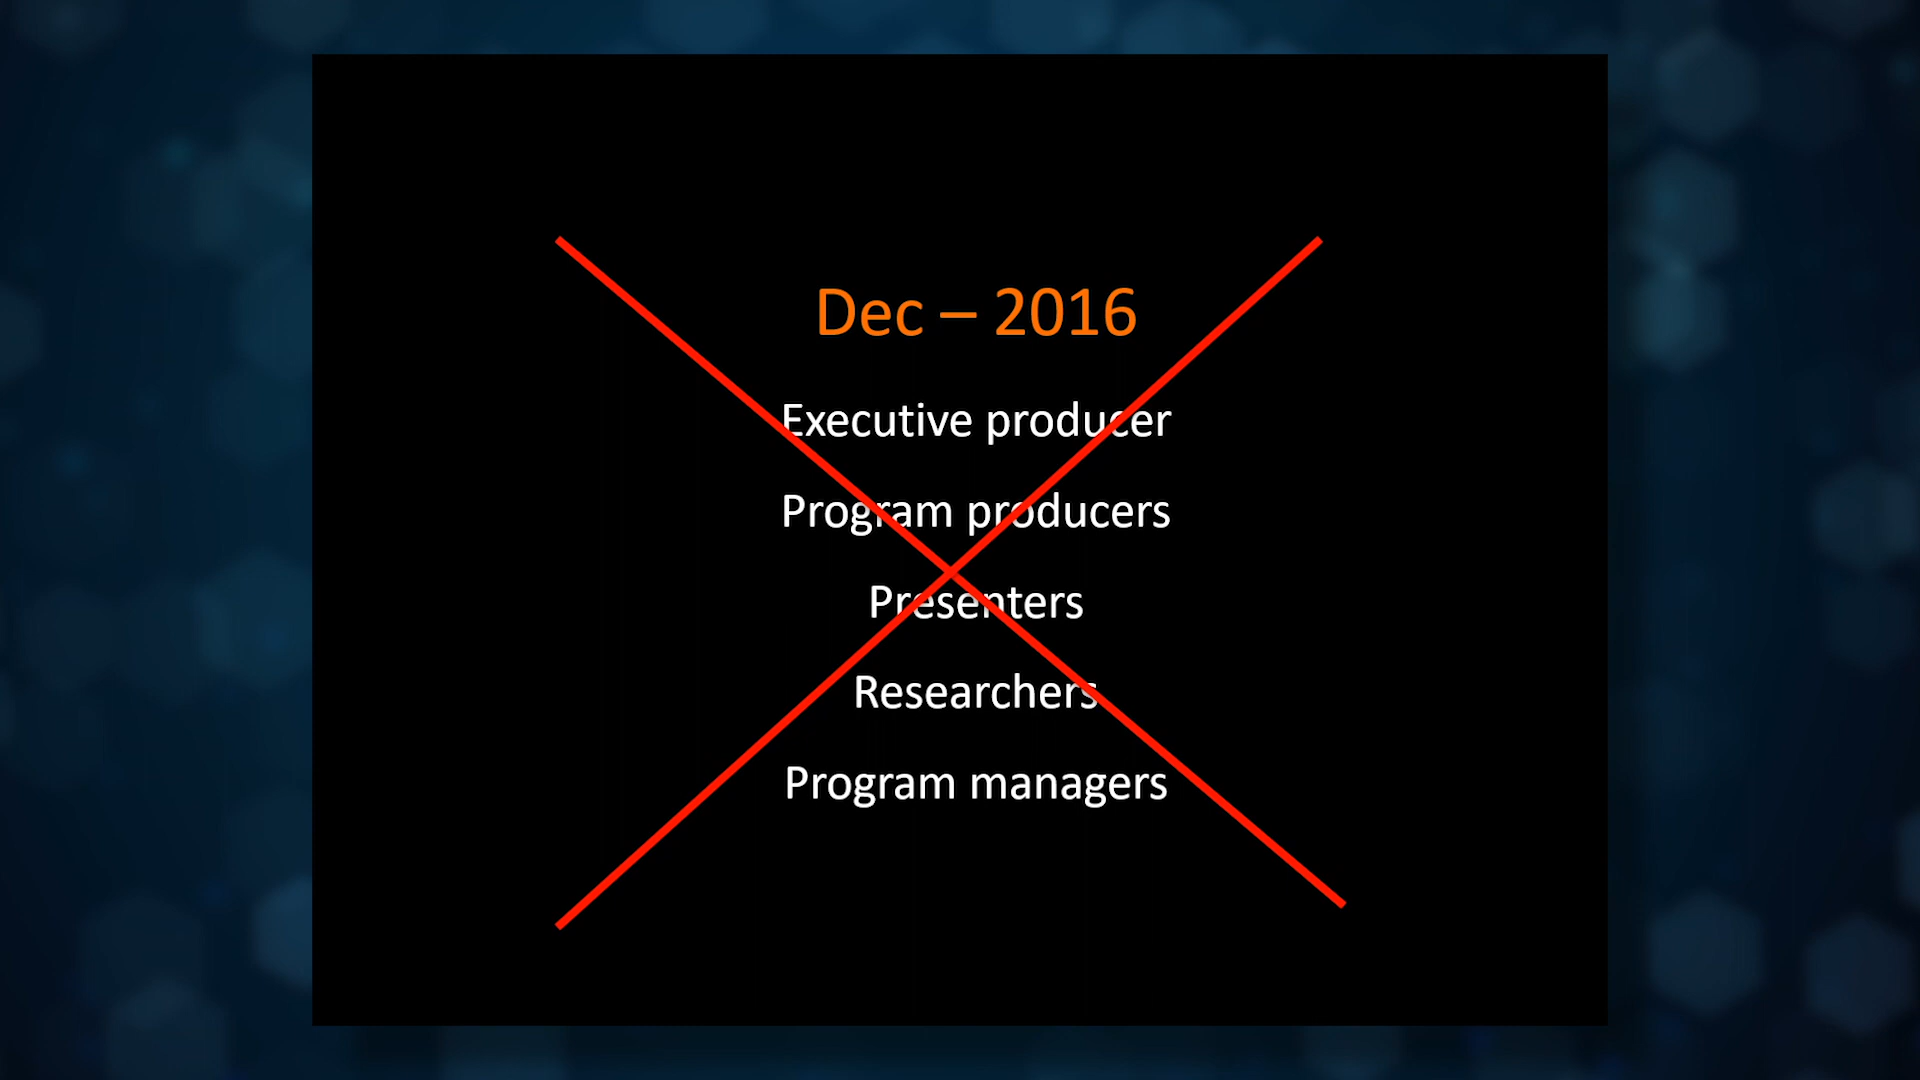 Dec – 2016
Executive producer
Program producers
Presenters
Researchers
Program managers